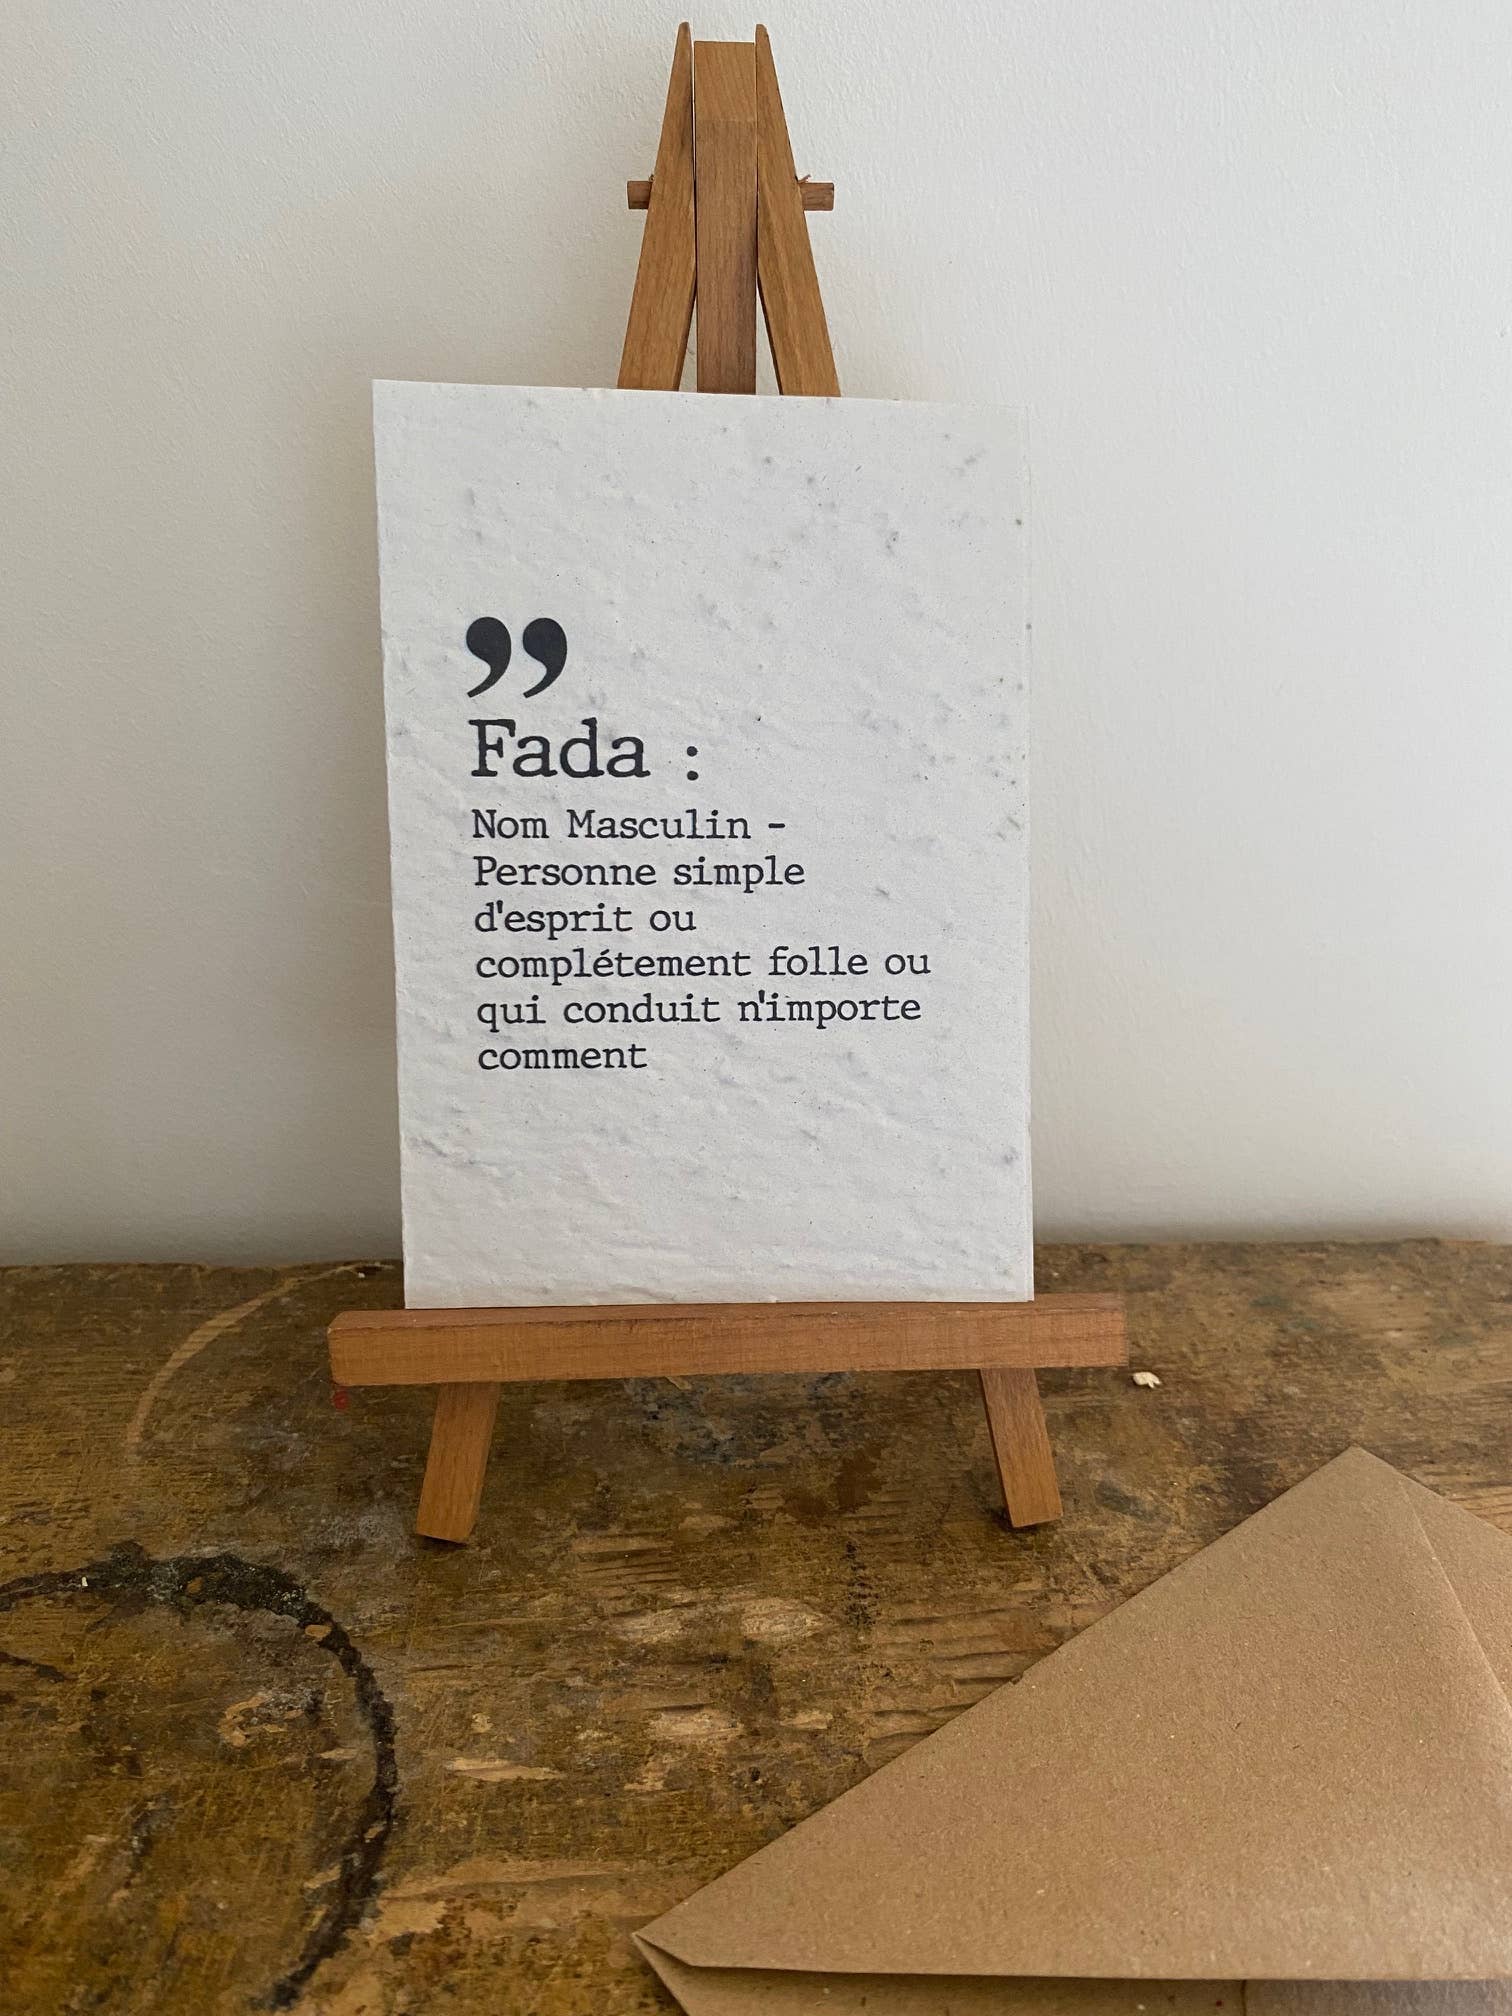 ”
Fada :
Nom Masculin -
Personne simple
d'esprit ou
complétement folle ou
qui conduit n'importe
comment